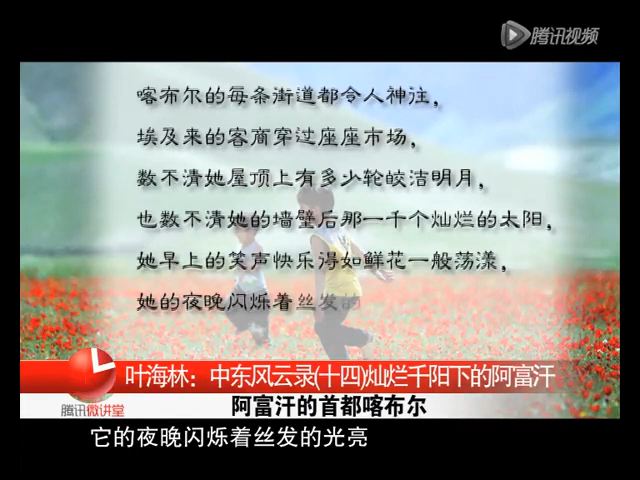 腾讯视频
喀布尔的每条街道都令人神往，
埃及来的客商穿过座座市场，
数不清她屋顶上有多少轮皎洁明月，
也数不清她的墙壁后那一千个灿烂的太阳，
她早上的笑声快乐得如鲜花一般荡漾，
她的夜晚闪烁着丝发的
叶海林：中东风云录(十四)灿烂千阳下的阿富汗
腾讯微讲堂
阿富汗的首都喀布尔
它的夜晚闪烁着丝发的光亮